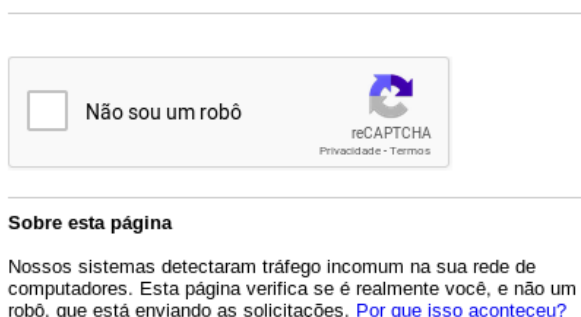 Não sou um robô
reCAPTCHA
Privacidade - Termos
Sobre esta página
Nossos sistemas detectaram tráfego incomum na sua rede de
computadores. Esta página verifica se é realmente você, e não um
robô, que está enviando as solicitações. Por que isso aconteceu?